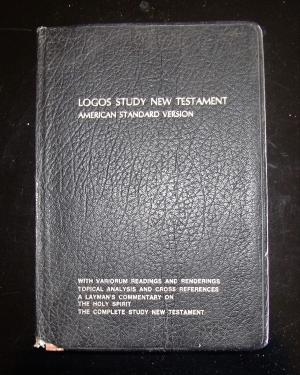 LOGOS STUDY NEW TESTAMENT
AMERICAN STANDARD VERSION
WITH VARIORUM READINGS AND RENDERINGS
TOPICAL ANALYSIS AND CROSS REFERENCES
A LAYMAN'S COMMENTARY ON
THE HOLY SPIRIT
THE COMPLETE STUDY NEW TESTAMENT